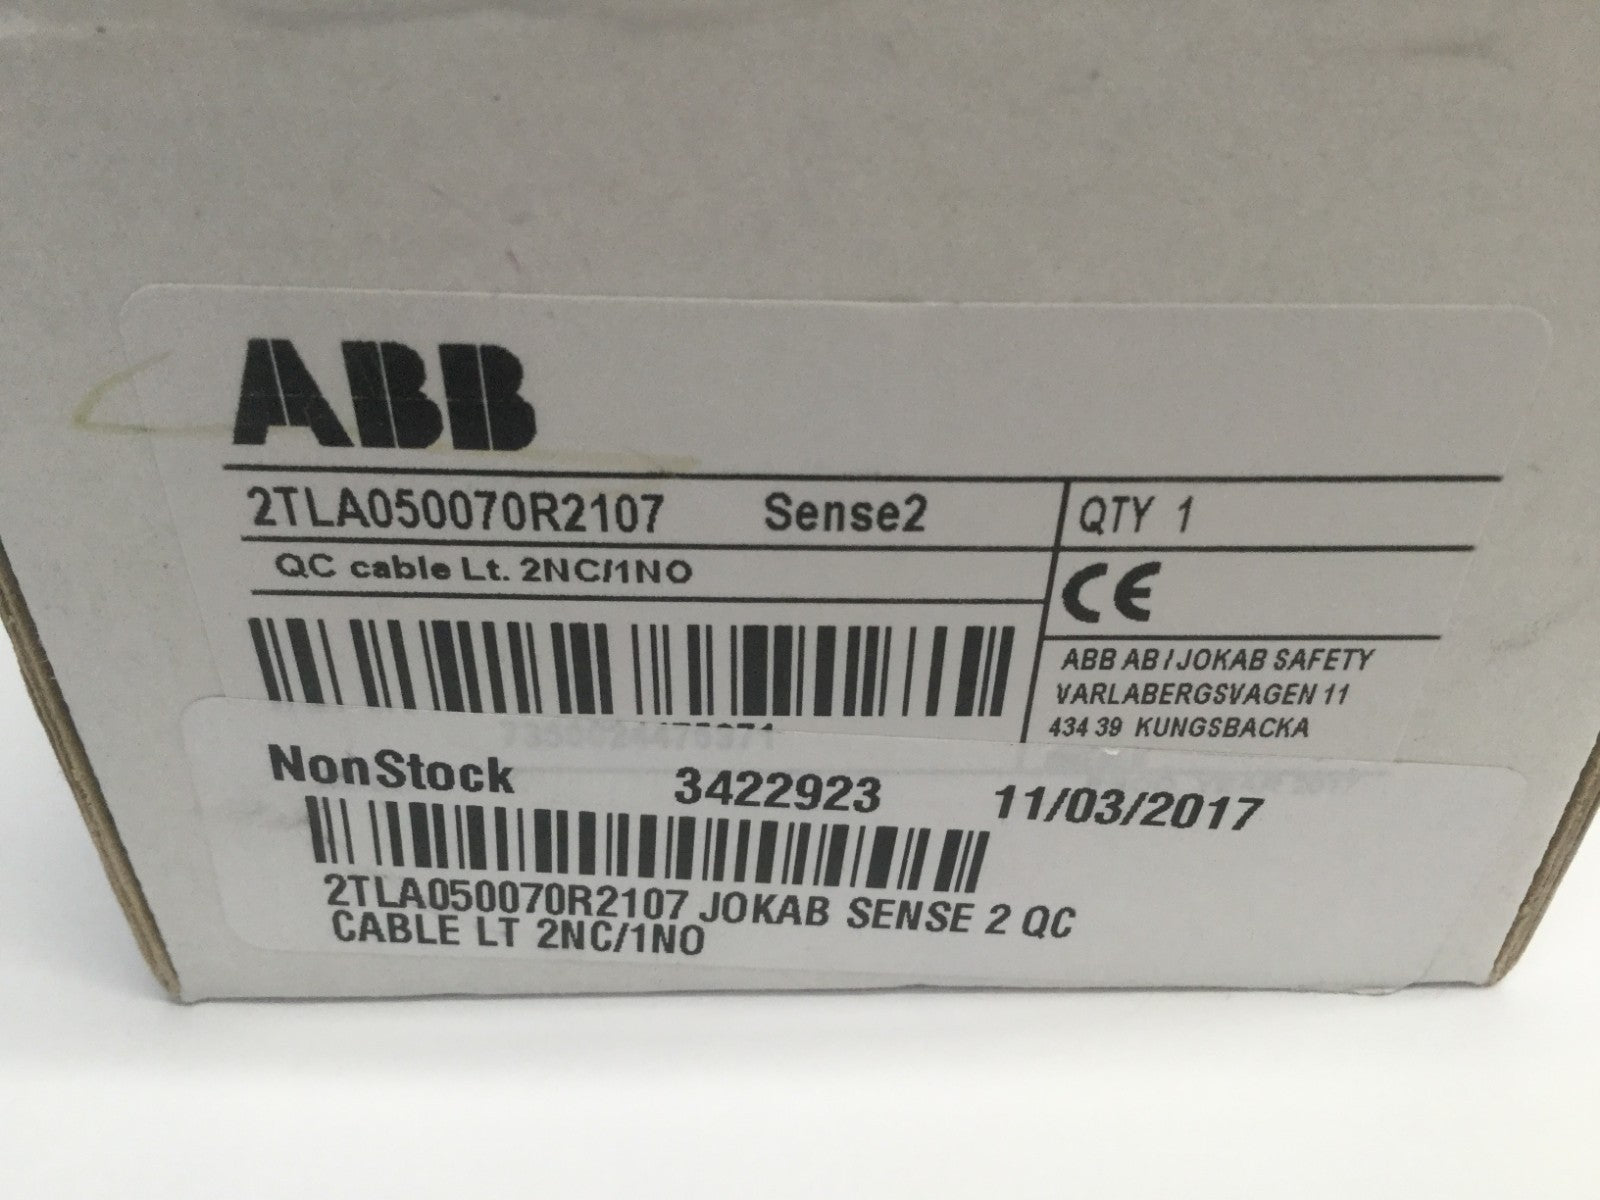 ABB
2TLA050070R2107 Sense2
QTY 1
QC cable Lt. 2NC/1NO
CE
ABB AB / JOKAB SAFETY
VARLABERGSVAGEN 11
434 39 KUNGSBACKA
NonStock 3422923 11/03/2017
2TLA050070R2107 JOKAB SENSE 2 QC
CABLE LT 2NC/1NO